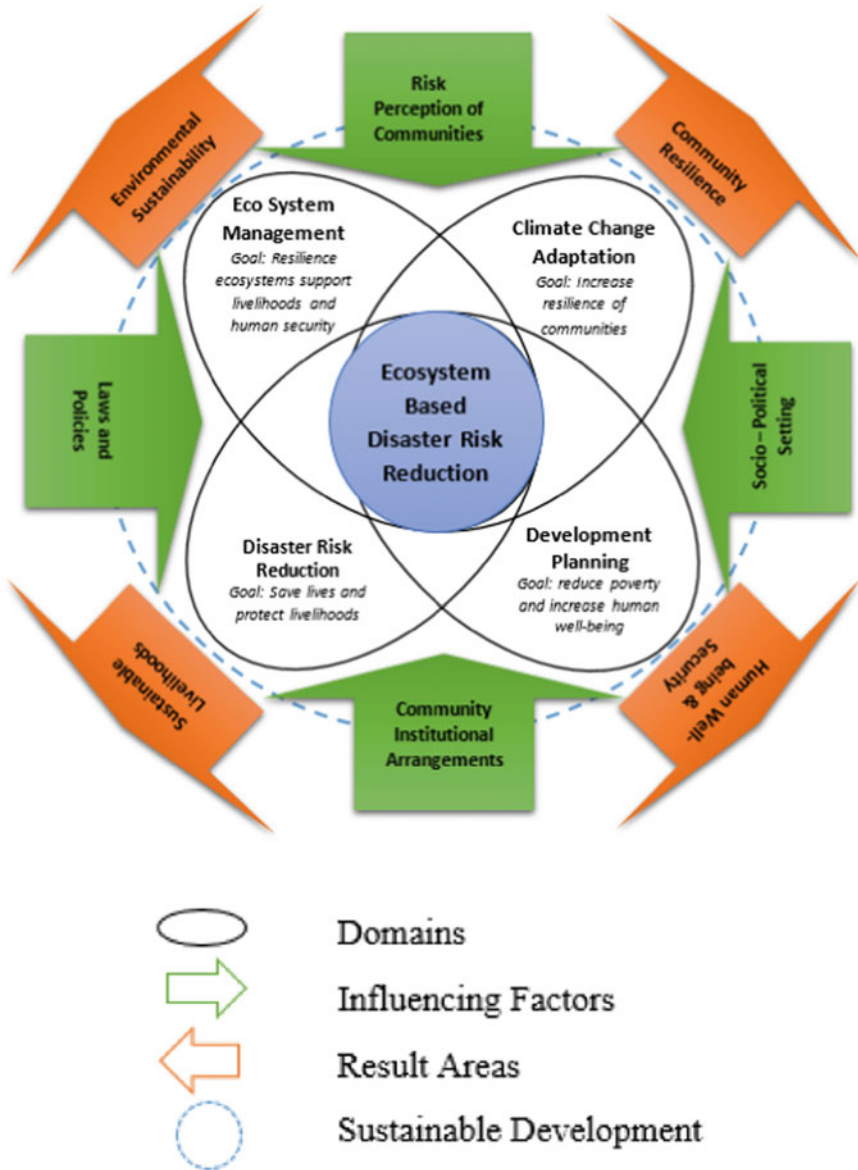 Risk
Perception of
Communities
Environmental
Sustainability
Community
Resilience
Eco System
Management
Goal: Resilience
ecosystems support
livelihoods and
human security
Climate Change
Adaptation
Goal: increase
resilience of
communities
Laws and
Policies
Ecosystem
Based
Disaster Risk
Reduction
Socio – Political
Setting
Disaster Risk
Reduction
Goal: Save lives and
protect livelihoods
Development
Planning
Goal: reduce poverty
and increase human
well-being
Sustainable
Livelihoods
Community
Institutional
Arrangements
Human Well-
being &
Security
Domains
Influencing Factors
Result Areas
Sustainable Development